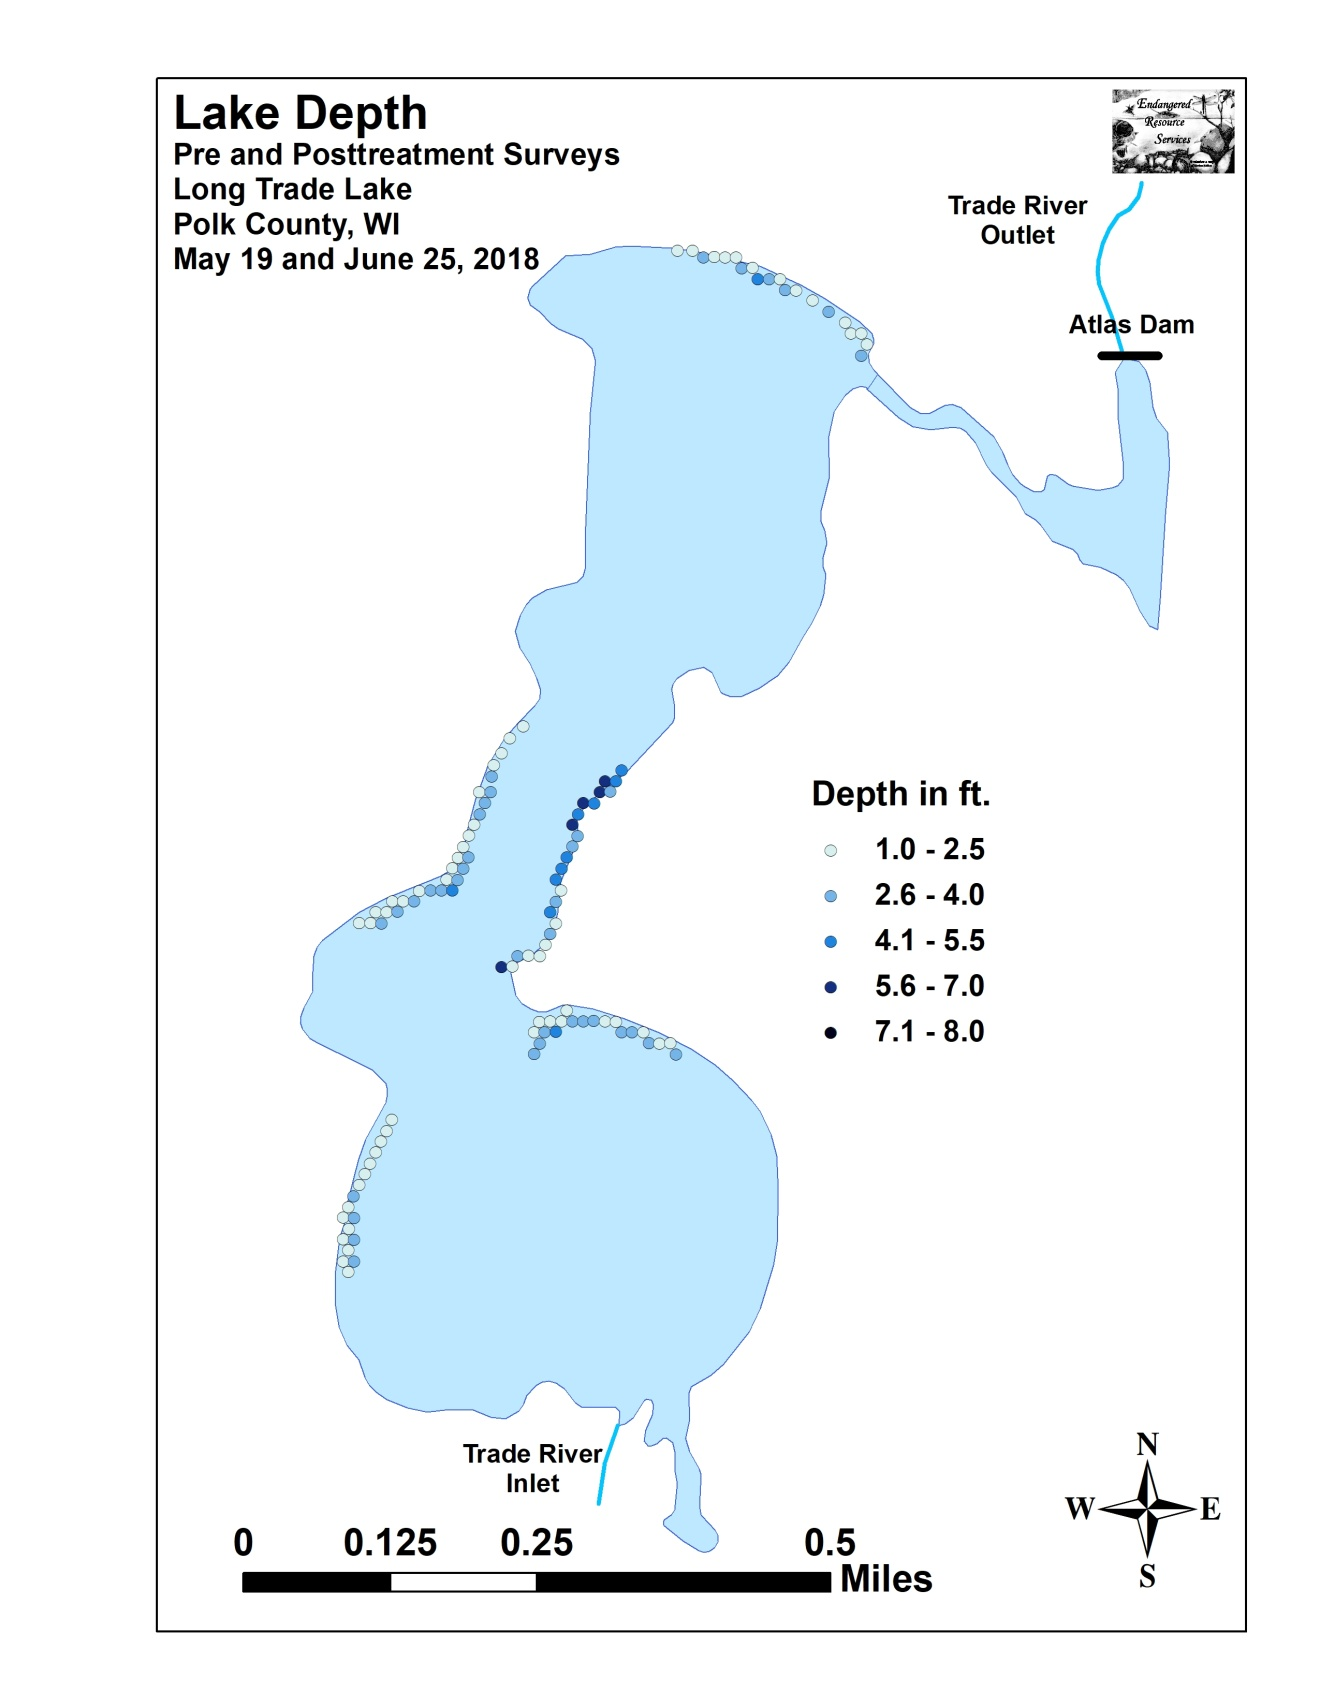 Lake Depth
Pre and Posttreatment Surveys
Long Trade Lake
Polk County, WI
May 19 and June 25, 2018
Endangered
Resource
Services
Trade River
Outlet
Atlas Dam
Depth in ft.
1.0 - 2.5
2.6 - 4.0
4.1 - 5.5
5.6 - 7.0
7.1 - 8.0
Trade River
Inlet
N
W E
S
0 0.125 0.25 0.5
Miles